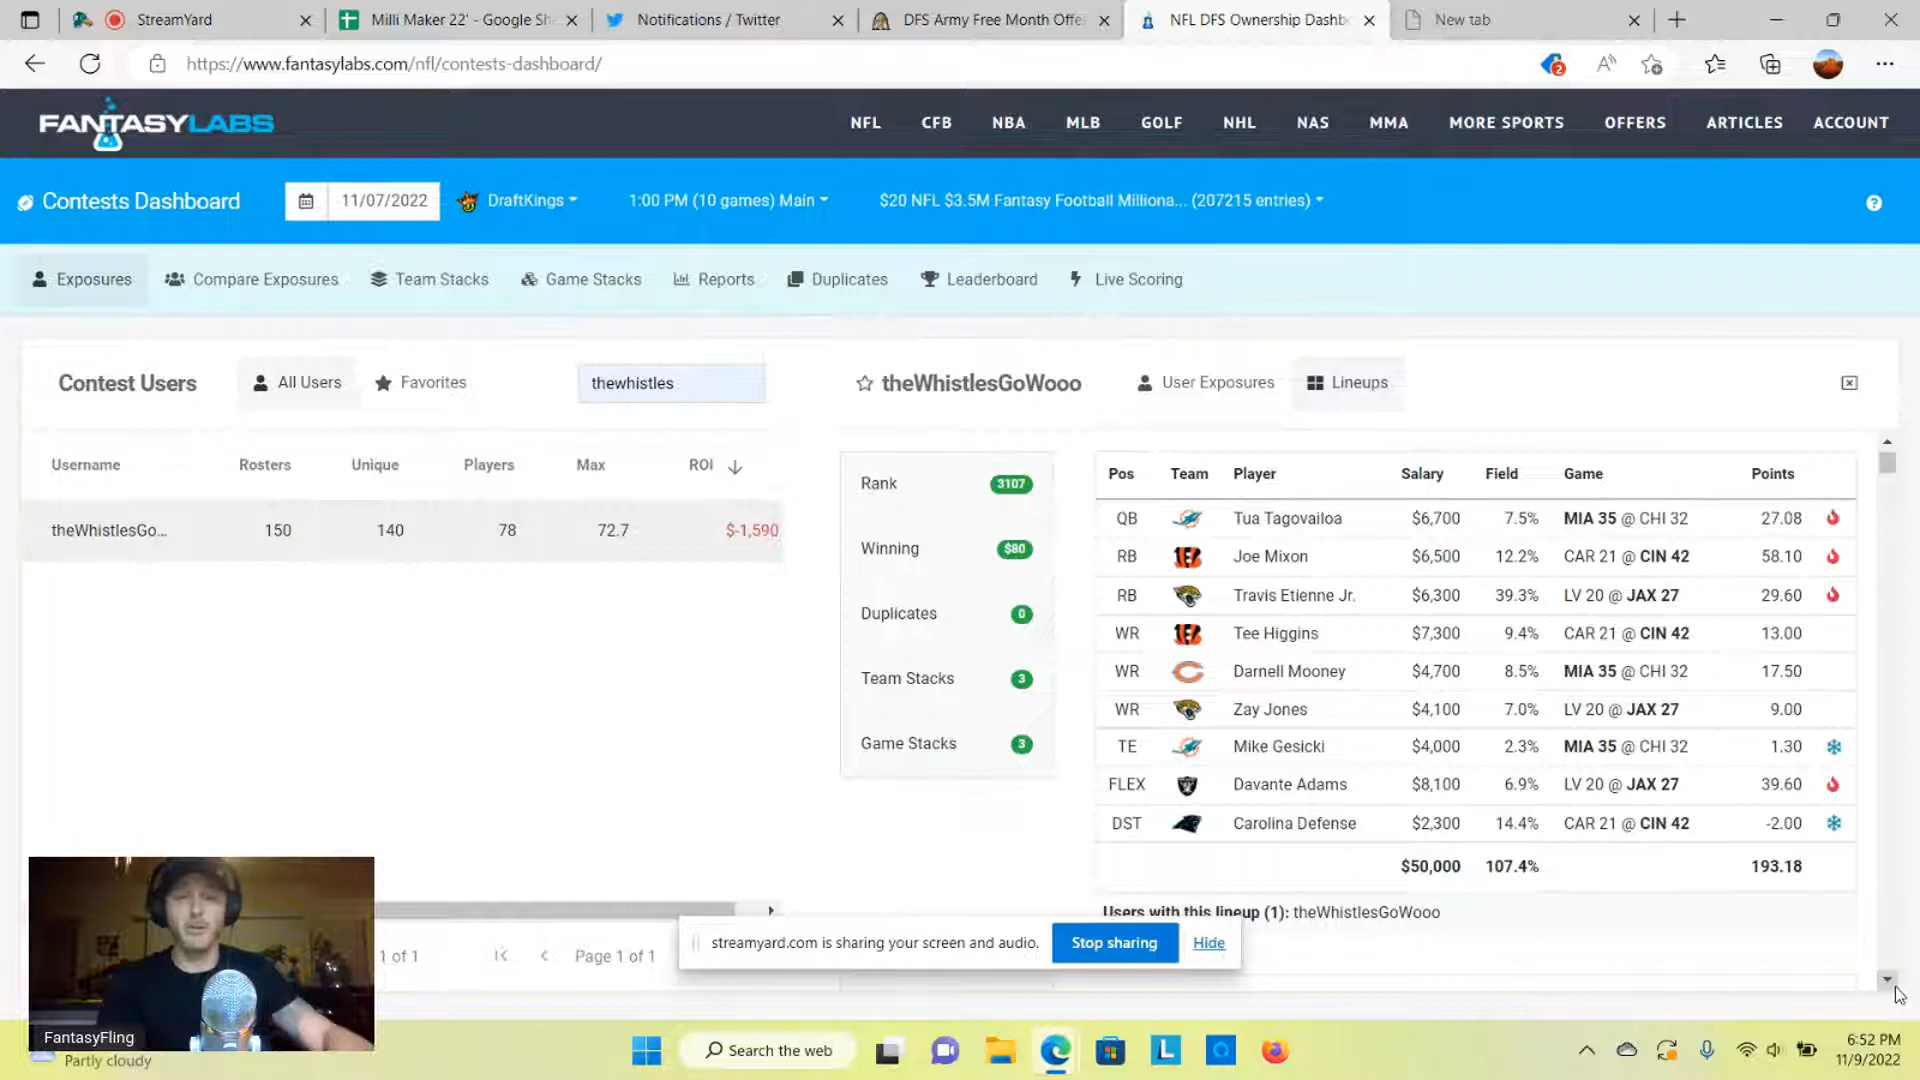 StreamYard
Milli Maker 22' - Google Sh
Notifications / Twitter
DFS Army Free Month Offe
NFL DFS Ownership Dashb
New tab
https://www.fantasylabs.com/nfl/contests-dashboard/
2
FANTASYLABS
NFL CFB NBA MLB GOLF NHL NAS MMA MORE SPORTS OFFERS ARTICLES ACCOUNT
Contests Dashboard 11/07/2022 DraftKings 1:00 PM (10 games) Main $20 NFL $3.5M Fantasy Football Milliona... (207215 entries) ?
Exposures Compare Exposures Team Stacks Game Stacks Reports Duplicates Leaderboard Live Scoring
Contest Users All Users Favorites thewhistles
Username Rosters Unique Players Max ROI
theWhistlesGo... 150 140 78 72.7 $-1,590
1 of 1 Page 1 of 1
theWhistlesGoWooo User Exposures Lineups
Rank 3107
Winning $80
Duplicates 0
Team Stacks 3
Game Stacks 3
Pos Team Player Salary Field Game Points
QB Tua Tagovailoa $6,700 7.5% MIA 35 @ CHI 32 27.08
RB Joe Mixon $6,500 12.2% CAR 21 @ CIN 42 58.10
RB Travis Etienne Jr. $6,300 39.3% LV 20 @ JAX 27 29.60
WR Tee Higgins $7,300 9.4% CAR 21 @ CIN 42 13.00
WR Darnell Mooney $4,700 8.5% MIA 35 @ CHI 32 17.50
WR Zay Jones $4,100 7.0% LV 20 @ JAX 27 9.00
TE Mike Gesicki $4,000 2.3% MIA 35 @ CHI 32 1.30
FLEX Davante Adams $8,100 6.9% LV 20 @ JAX 27 39.60
DST Carolina Defense $2,300 14.4% CAR 21 @ CIN 42 -2.00
$50,000 107.4% 193.18
Users with this lineup (1): theWhistlesGoWooo
streamyard.com is sharing your screen and audio. Stop sharing Hide
FantasyFling
Partly cloudy
Search the web
L
6:52 PM
11/9/2022